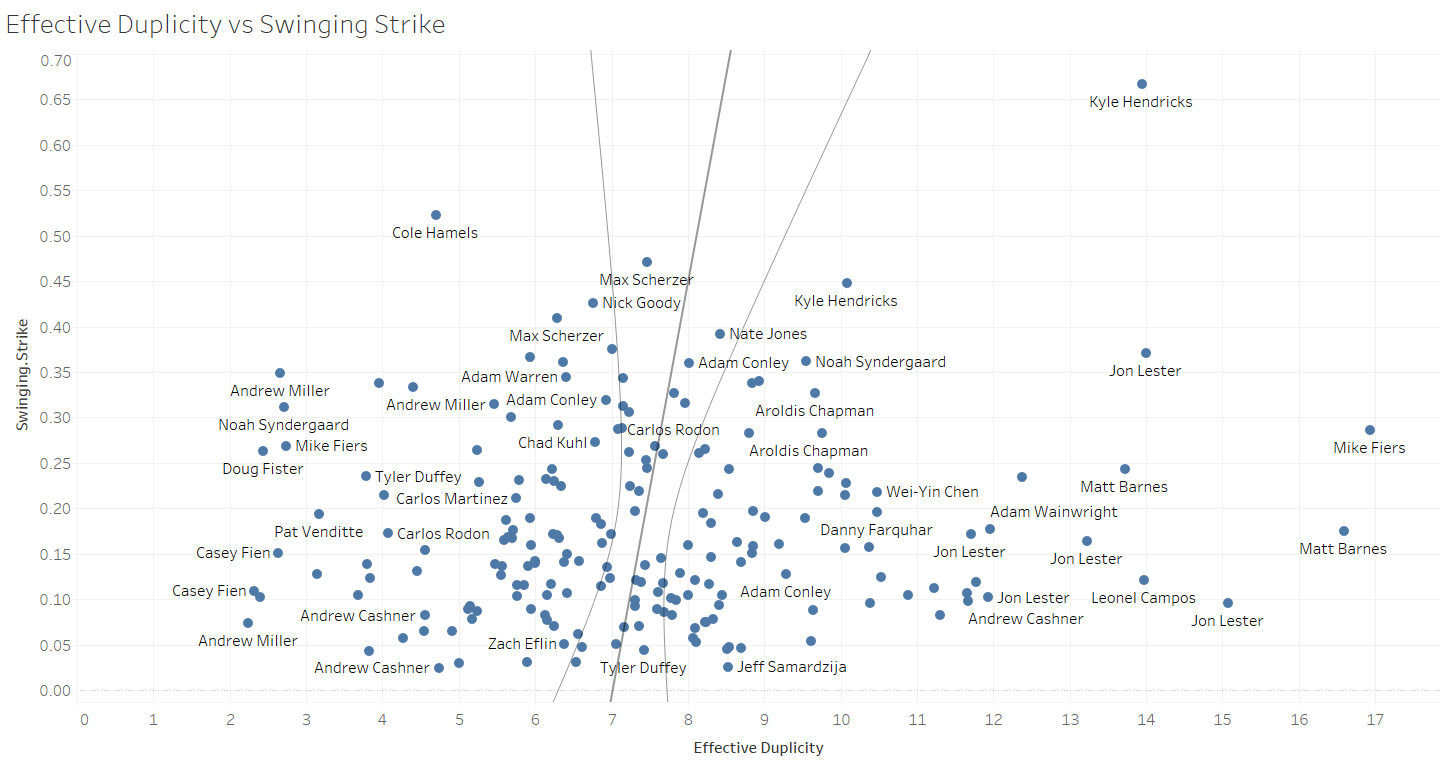 Effective Duplicity vs Swinging Strike
0.70
Kyle Hendricks
0.65
0.60
0.55
0.50
Cole Hamels
0.45
Max Scherzer
Kyle Hendricks
Nick Goody
0.40
Max Scherzer
Nate Jones
Adam Conley
Noah Syndergaard
0.35
Jon Lester
Adam Warren
Andrew Miller
Andrew Miller
Adam Conley
Aroldis Chapman
0.30
Noah Syndergaard
Carlos Rodon
Chad Kuhl
Mike Fiers
Mike Fiers
Aroldis Chapman
0.25
Doug Fister
Tyler Duffey
Matt Barnes
Carlos Martinez
Wei-Yin Chen
0.20
Adam Wainwright
Pat Venditte
Carlos Rodon
Danny Farquhar
Casey Fien
Jon Lester
Matt Barnes
0.15
Jon Lester
Casey Fien
Adam Conley
Jon Lester
Leonel Campos
0.10
Andrew Cashner
Andrew Cashner
Jon Lester
Andrew Miller
Zach Eflin
0.05
Andrew Cashner
Tyler Duffey
Jeff Samardzija
0.00
Swinging.Strike
0 1 2 3 4 5 6 7 8 9 10 11 12 13 14 15 16 17
Effective Duplicity